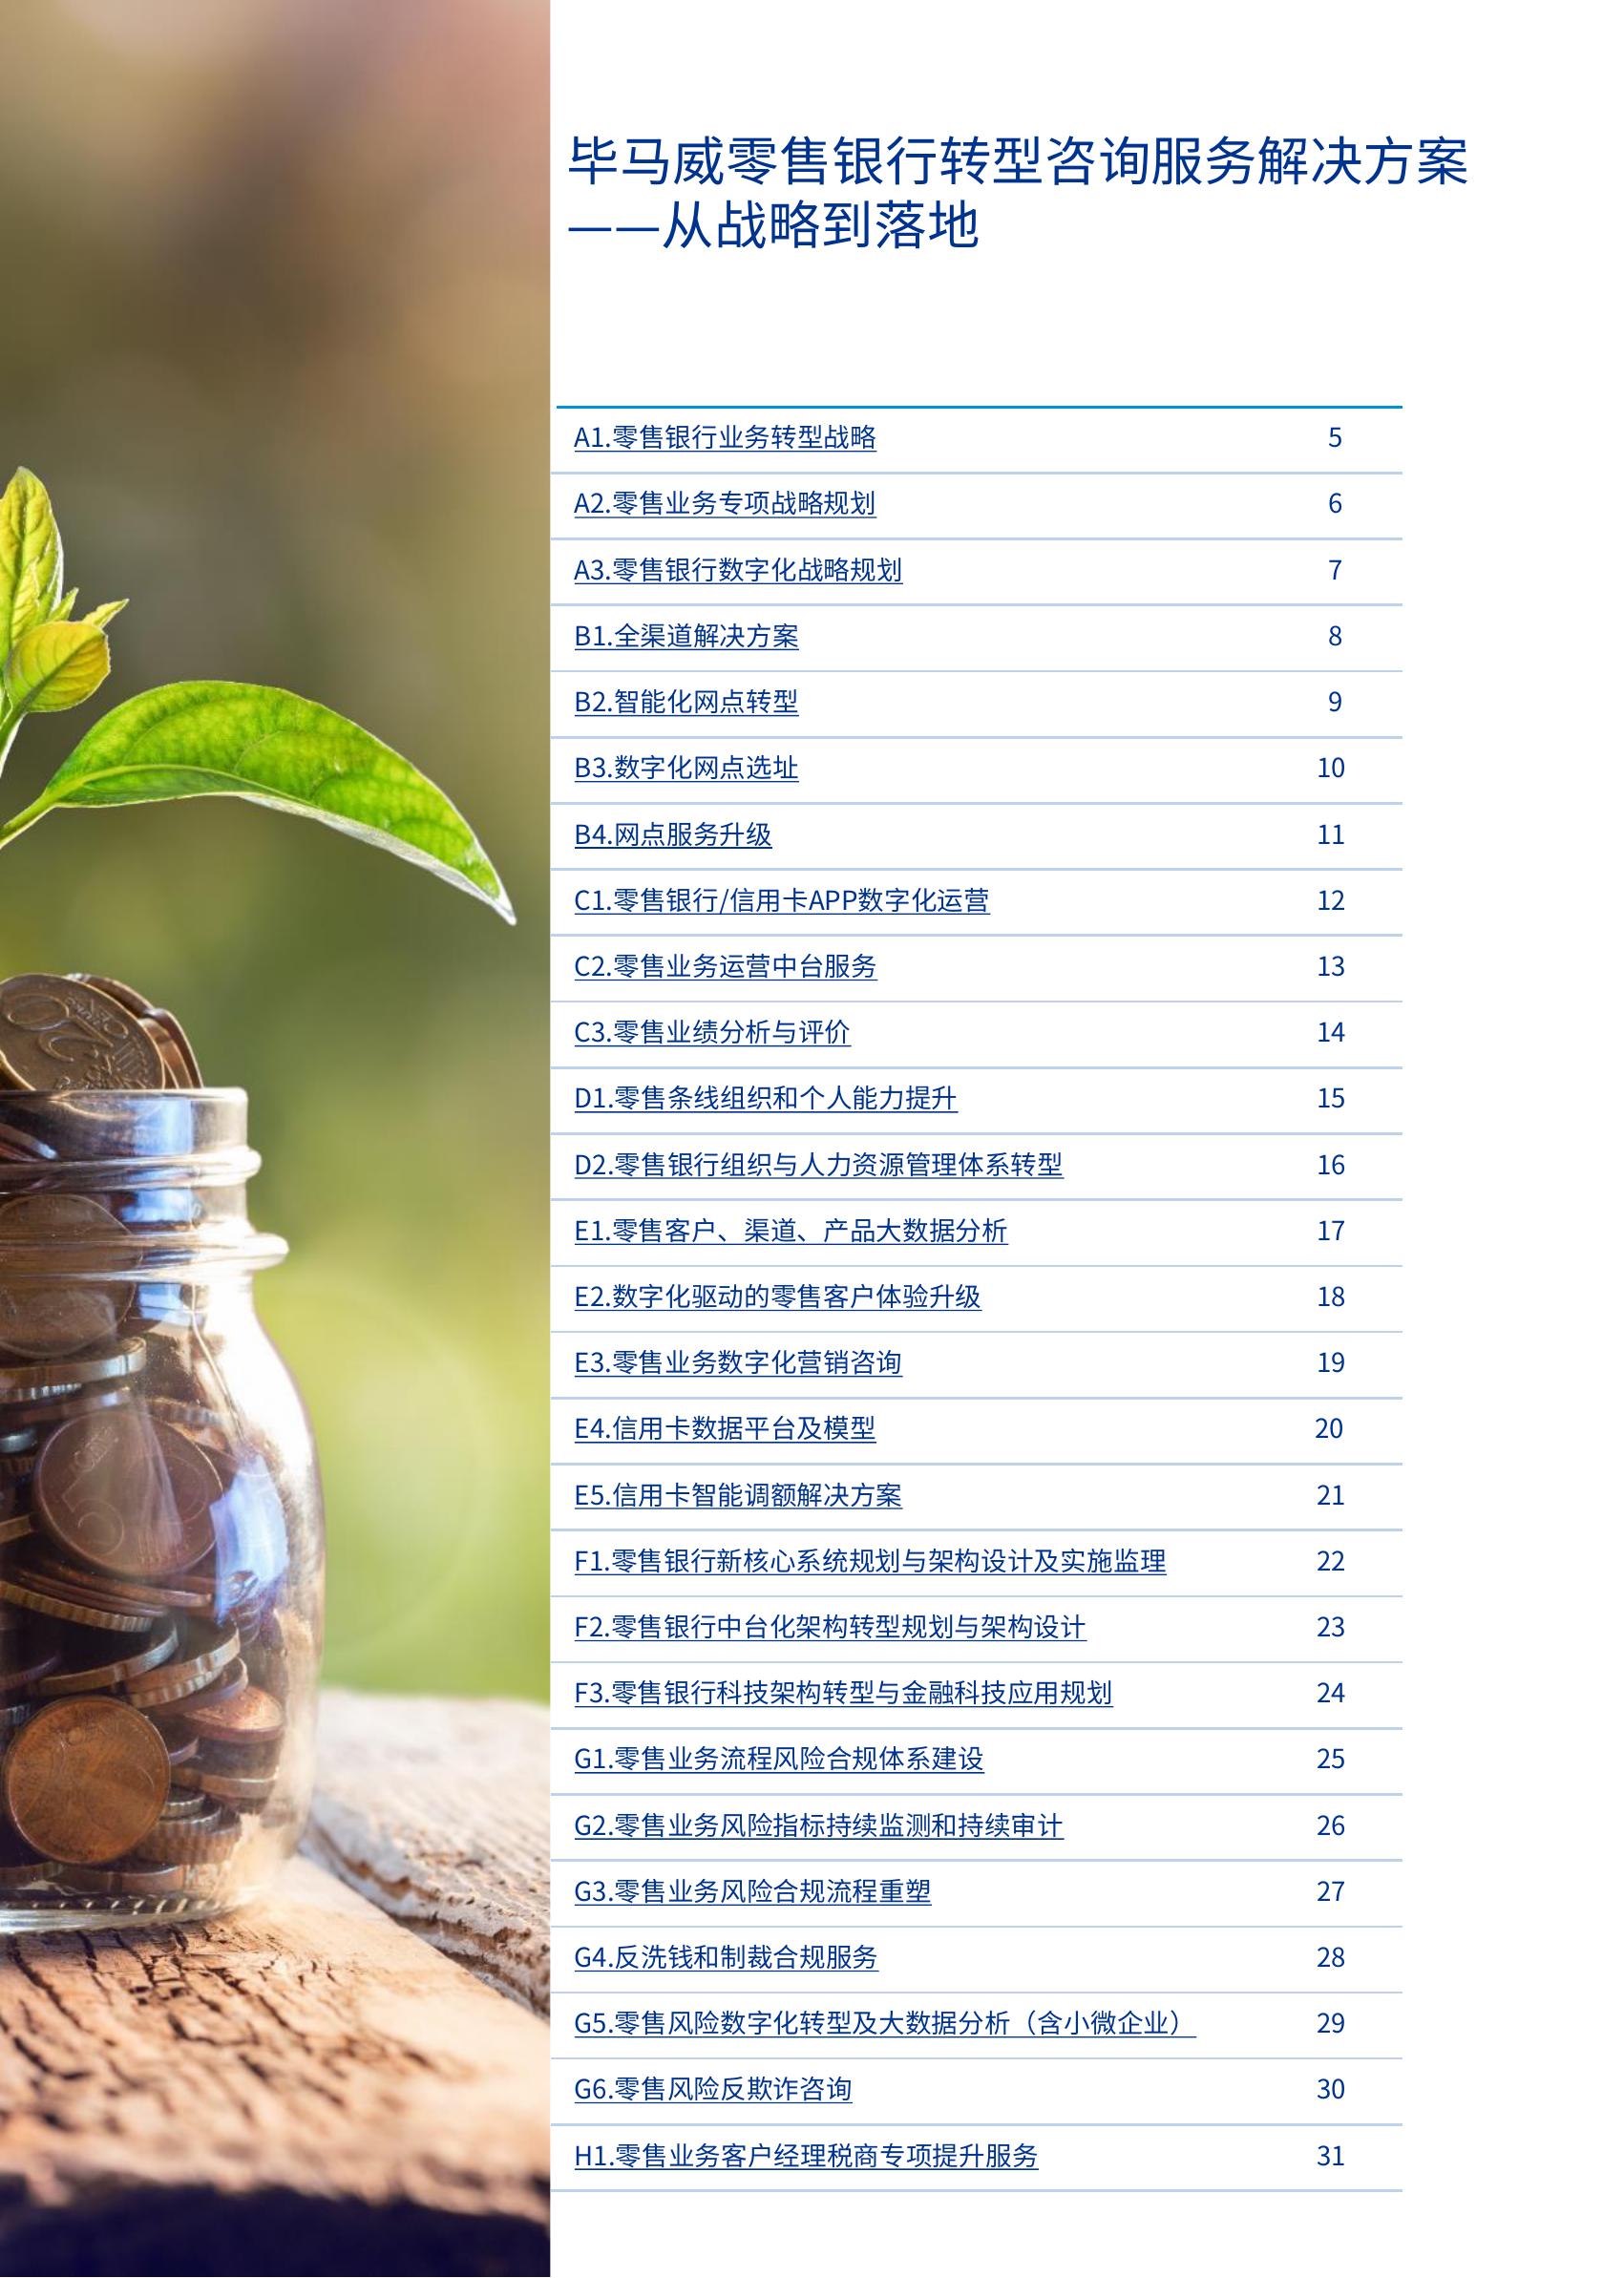 毕马威零售银行转型咨询服务解决方案
——从战略到落地
A1.零售银行业务转型战略 5
A2.零售业务专项战略规划 6
A3.零售银行数字化战略规划 7
B1.全渠道解决方案 8
B2.智能化网点转型 9
B3.数字化网点选址 10
B4.网点服务升级 11
C1.零售银行/信用卡APP数字化运营 12
C2.零售业务运营中台服务 13
C3.零售业绩分析与评价 14
D1.零售条线组织和个人能力提升 15
D2.零售银行组织与人力资源管理体系转型 16
E1.零售客户、渠道、产品大数据分析 17
E2.数字化驱动的零售客户体验升级 18
E3.零售业务数字化营销咨询 19
E4.信用卡数据平台及模型 20
E5.信用卡智能调额解决方案 21
F1.零售银行新核心系统规划与架构设计及实施监理 22
F2.零售银行中台化架构转型规划与架构设计 23
F3.零售银行科技架构转型与金融科技应用规划 24
G1.零售业务流程风险合规体系建设 25
G2.零售业务风险指标持续监测和持续审计 26
G3.零售业务风险合规流程重塑 27
G4.反洗钱和制裁合规服务 28
G5.零售风险数字化转型及大数据分析（含小微企业） 29
G6.零售风险反欺诈咨询 30
H1.零售业务客户经理税商专项提升服务 31